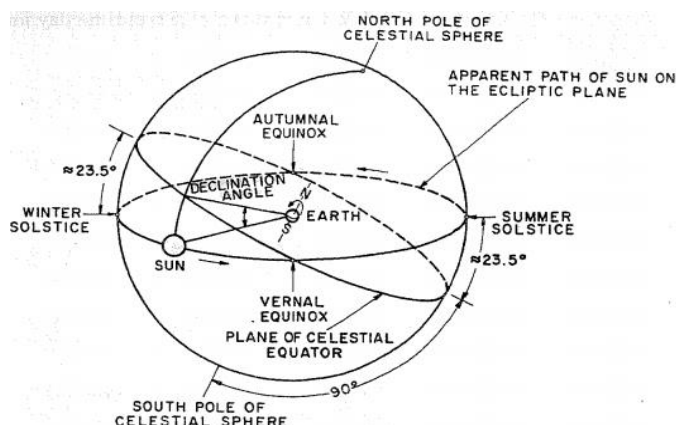 NORTH POLE OF
CELESTIAL SPHERE
APPARENT PATH OF SUN ON
THE ECLIPTIC PLANE
AUTUMNAL
EQUINOX
≈23.5°
DECLINATION
ANGLE
N
EARTH
S
WINTER
SOLSTICE
SUMMER
SOLSTICE
SUN
≈23.5°
VERNAL
EQUINOX
PLANE OF CELESTIAL
EQUATOR
90°
SOUTH POLE OF
CELESTIAL SPHERE